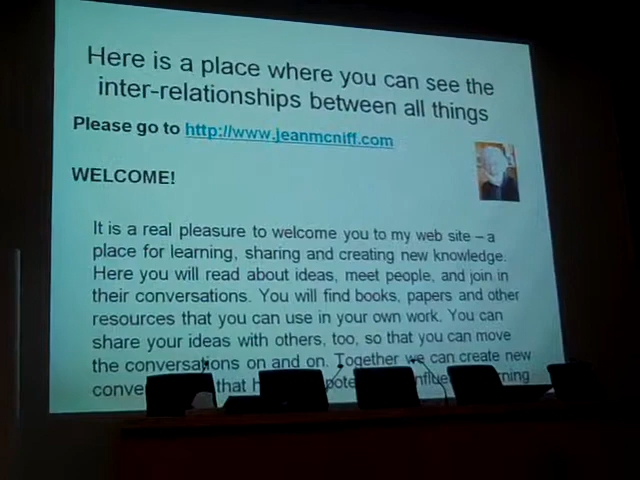 Here is a place where you can see the
inter-relationships between all things
Please go to http://www.jeanmcniff.com
WELCOME!
It is a real pleasure to welcome you to my web site – a
place for learning, sharing and creating new knowledge.
Here you will read about ideas, meet people, and join in
their conversations. You will find books, papers and other
resources that you can use in your own work. You can
share your ideas with others, too, so that you can move
the conversations on and on. Together we can create new
that